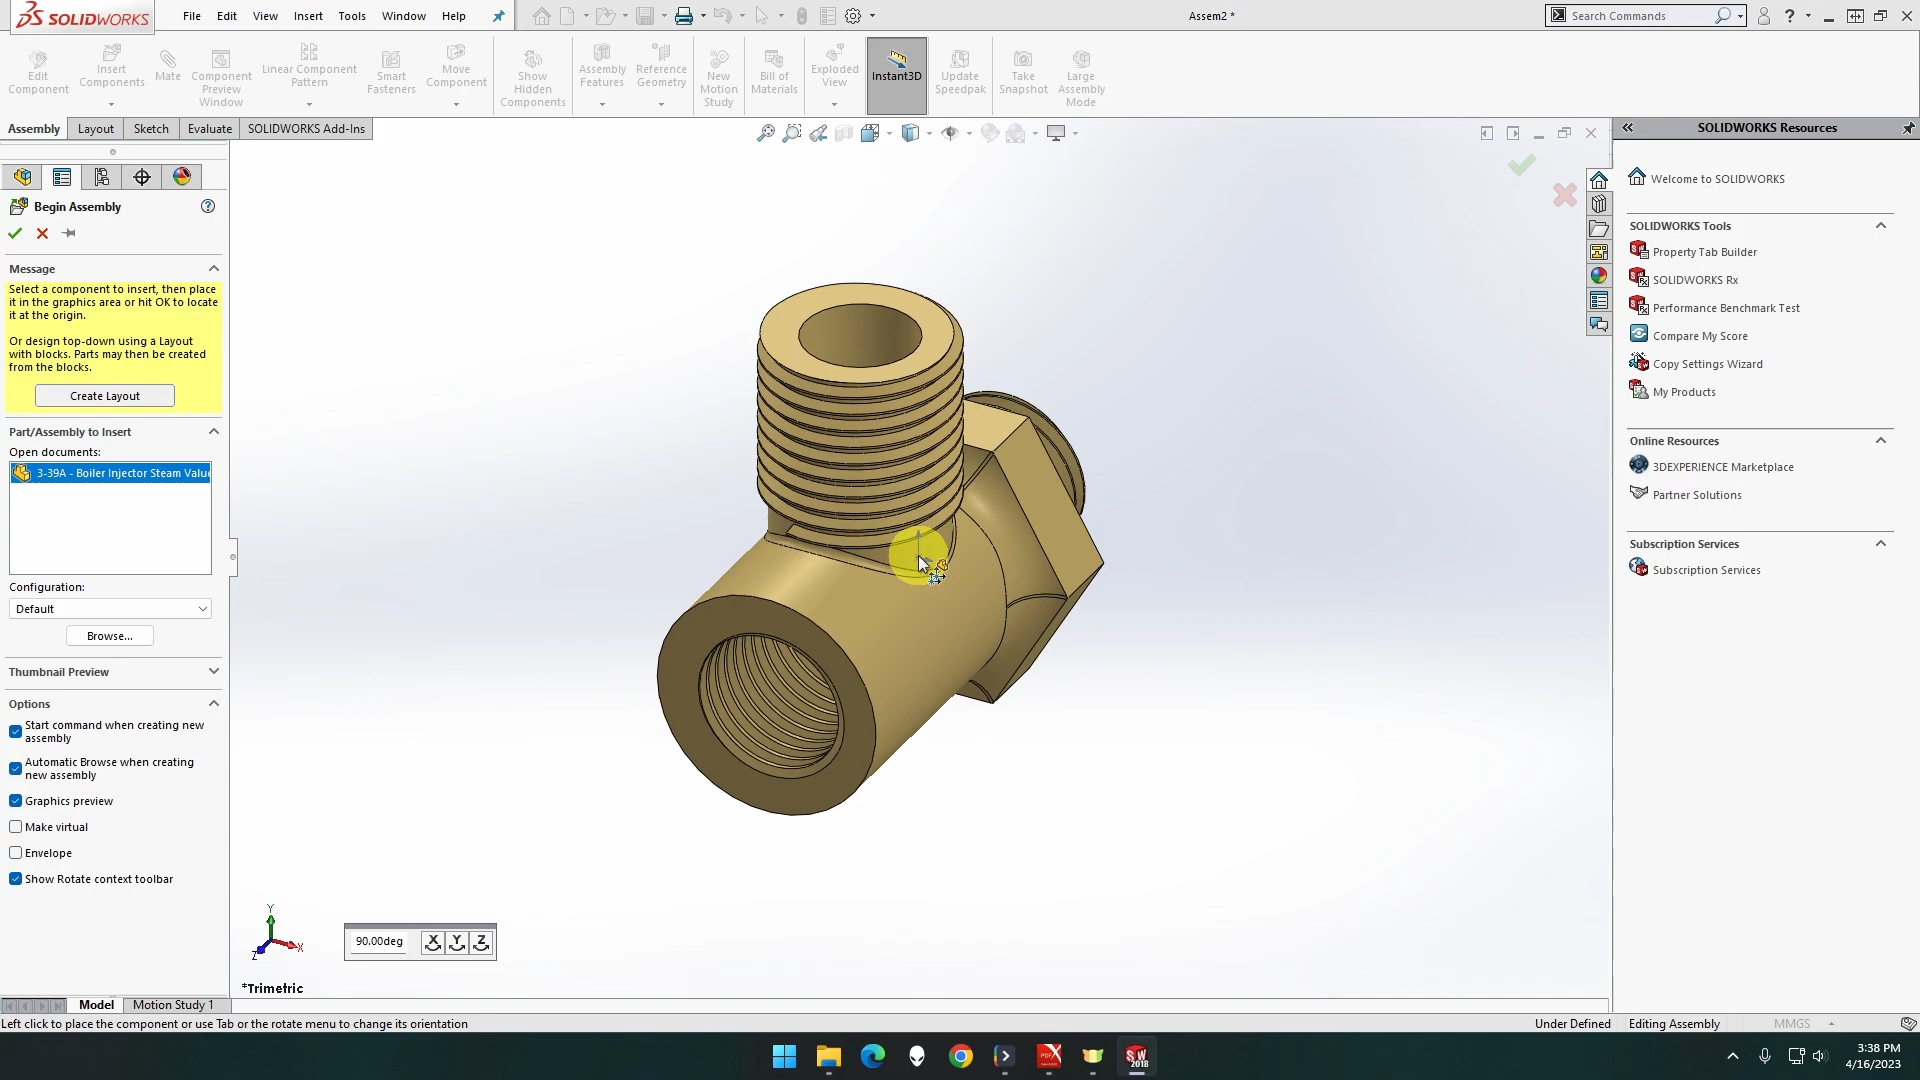 SOLIDWORKS
File Edit View Insert Tools Window Help
Assem2 *
Search Commands
Edit Component
Insert Components
Mate
Component Preview Window
Linear Component Pattern
Smart Fasteners
Move Component
Show Hidden Components
Assembly Features
Reference Geometry
New Motion Study
Bill of Materials
Exploded View
Instant3D
Update Speedpak
Take Snapshot
Large Assembly Mode
Assembly Layout Sketch Evaluate SOLIDWORKS Add-Ins
Begin Assembly
Message
Select a component to insert, then place
it in the graphics area or hit OK to locate
it at the origin.
Or design top-down using a Layout
with blocks. Parts may then be created
from the blocks.
Create Layout
Part/Assembly to Insert
Open documents:
3-39A - Boiler Injector Steam Value
Configuration:
Default
Browse...
Thumbnail Preview
Options
Start command when creating new
assembly
Automatic Browse when creating
new assembly
Graphics preview
Make virtual
Envelope
Show Rotate context toolbar
Y
X
Z
90.00deg X Y Z
*Trimetric
SOLIDWORKS Resources
Welcome to SOLIDWORKS
SOLIDWORKS Tools
Property Tab Builder
SOLIDWORKS Rx
Performance Benchmark Test
Compare My Score
Copy Settings Wizard
My Products
Online Resources
3DEXPERIENCE Marketplace
Partner Solutions
Subscription Services
Subscription Services
Model Motion Study 1
Left click to place the component or use Tab or the rotate menu to change its orientation
Under Defined Editing Assembly MMGS
PDF
SW
2018
3:38 PM
4/16/2023